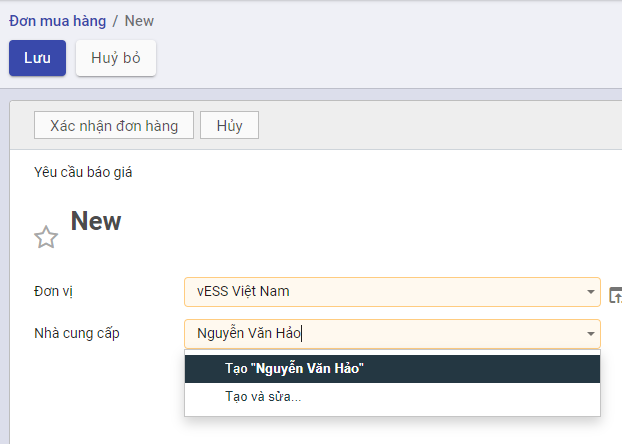 Đơn mua hàng / New
Lưu Huỷ bỏ
Xác nhận đơn hàng Hủy
Yêu cầu báo giá
New
Đơn vị vESS Việt Nam
Nhà cung cấp Nguyễn Văn Hảo
Tạo "Nguyễn Văn Hảo"
Tạo và sửa...